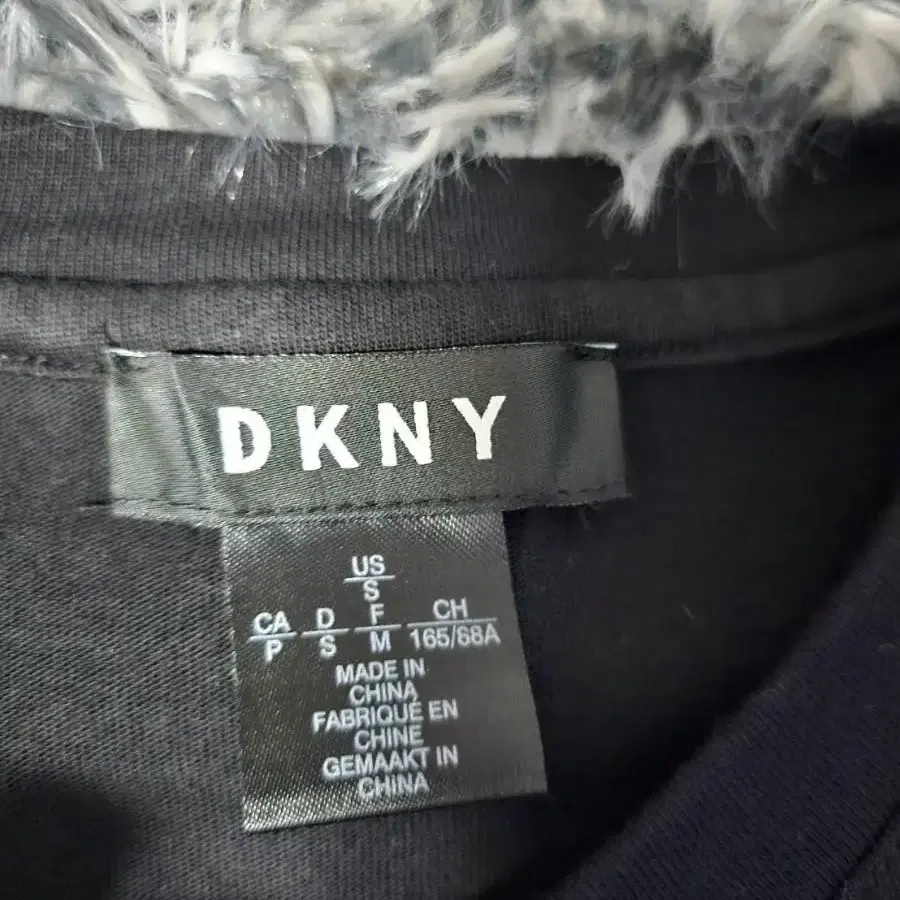 DKNY
US
S
CA D F CH
P S M 165/68A
MADE IN
CHINA
FABRIQUÉ EN
CHINE
GEMAAKT IN
CHINA